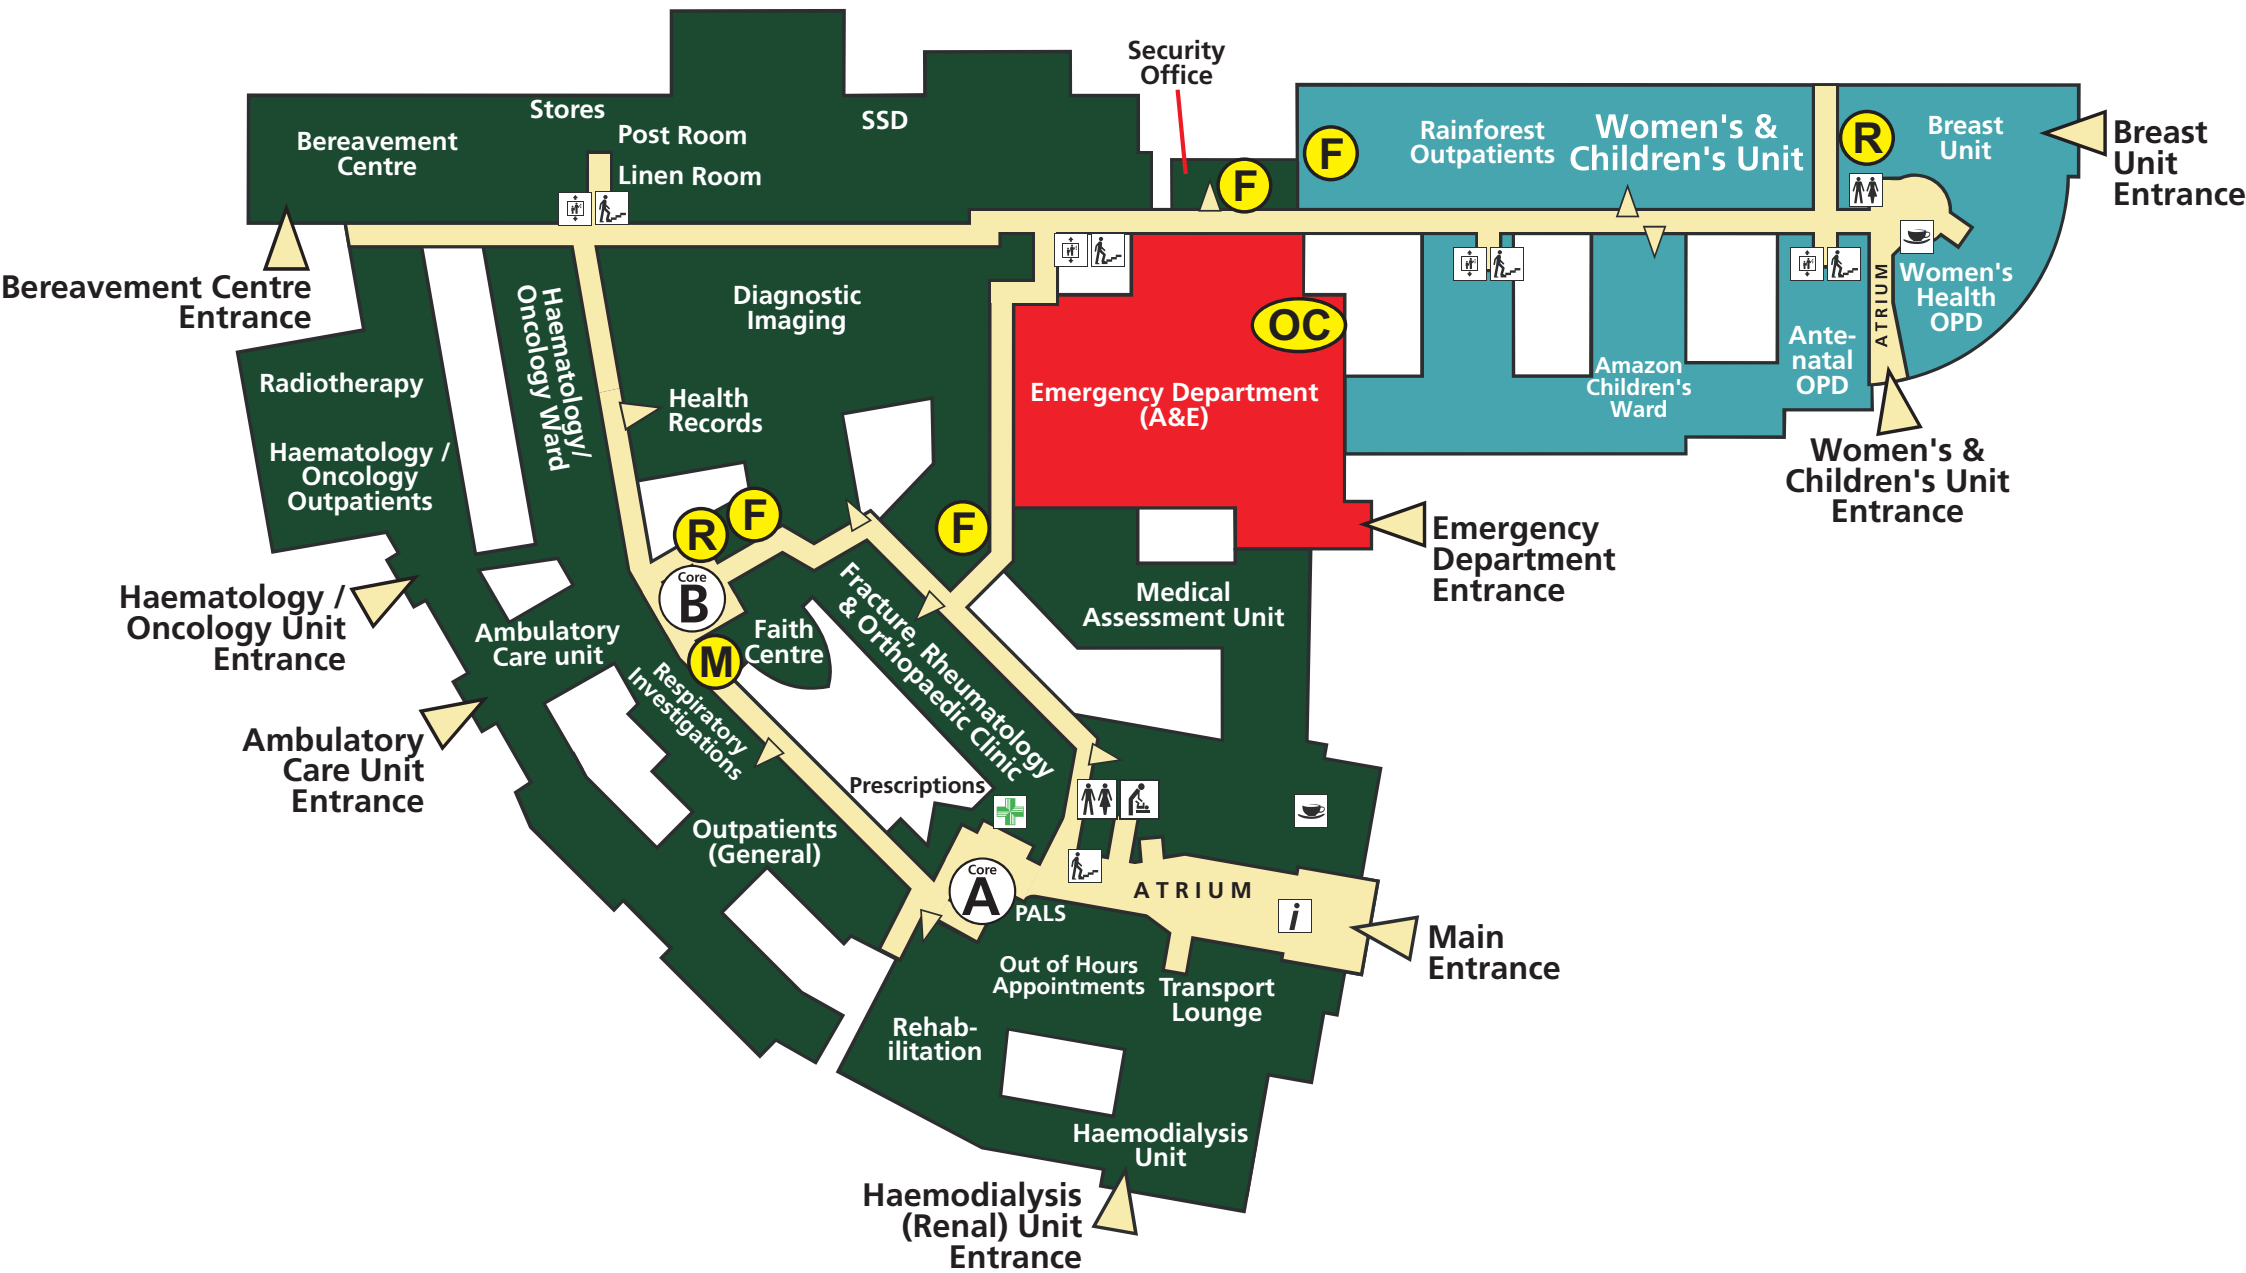 Security
Office
Stores
Post Room
Linen Room
SSD
Bereavement
Centre
F
F
Rainforest
Outpatients
Women's &
Children's Unit
R
Breast
Unit
Breast
Unit
Entrance
Bereavement Centre
Entrance
Haematology/
Oncology Ward
Diagnostic
Imaging
OC
Emergency Department
(A&E)
Amazon
Children's
Ward
Ante-
natal
OPD
ATRIUM
Women's
Health
OPD
Radiotherapy
Health
Records
Haematology /
Oncology
Outpatients
Women's &
Children's Unit
Entrance
R
F
F
Emergency
Department
Entrance
Haematology /
Oncology Unit
Entrance
Core
B
M
Faith
Centre
Fracture, Rheumatology
& Orthopaedic Clinic
Medical
Assessment Unit
Ambulatory
Care unit
Respiratory
Investigations
Ambulatory
Care Unit
Entrance
Prescriptions
Outpatients
(General)
Core
A
PALS
ATRIUM
i
Main
Entrance
Out of Hours
Appointments
Transport
Lounge
Rehab-
ilitation
Haemodialysis
Unit
Haemodialysis
(Renal) Unit
Entrance